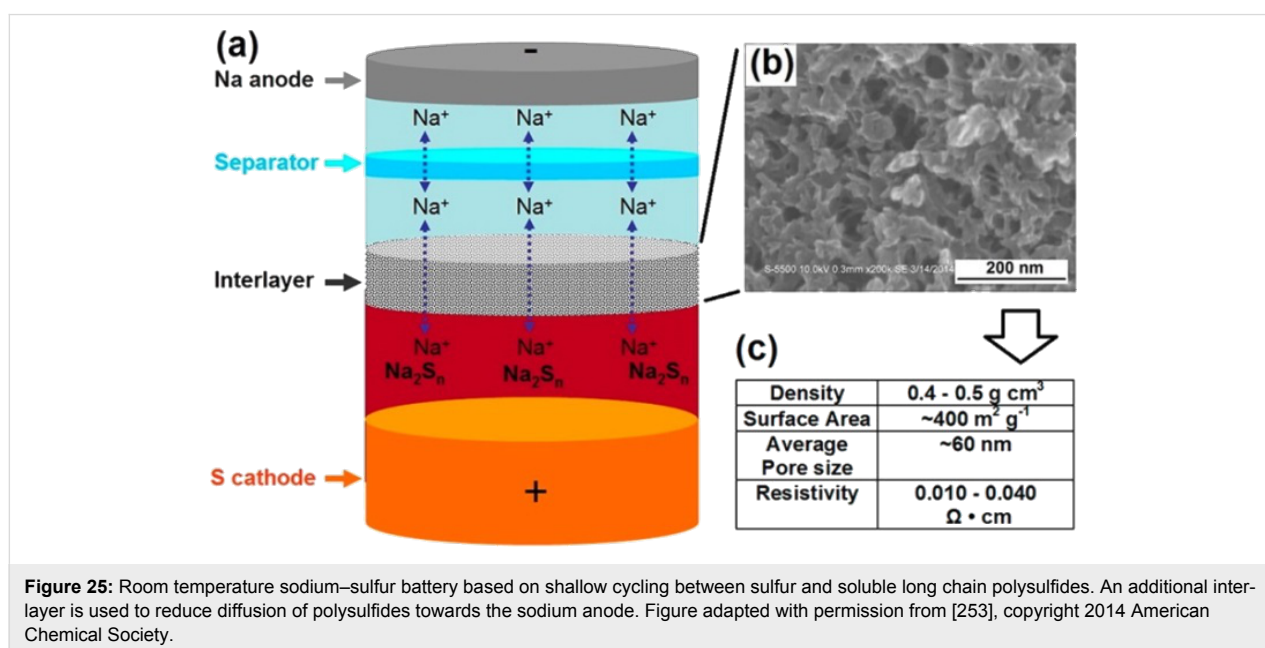 (a)
-
Na anode
Na⁺ Na⁺ Na⁺
Separator
Na⁺ Na⁺ Na⁺
Interlayer
Na⁺ Na⁺ Na⁺
Na₂Sₙ Na₂Sₙ Na₂Sₙ
S cathode
+
(b)
S-5500 10.0kV 0.3mm x200k SE 3/14/2014
200 nm
(c)
Density 0.4 - 0.5 g cm³
Surface Area ~400 m² g⁻¹
Average ~60 nm
Pore size
Resistivity 0.010 - 0.040
Ω • cm
Figure 25: Room temperature sodium–sulfur battery based on shallow cycling between sulfur and soluble long chain polysulfides. An additional inter-
layer is used to reduce diffusion of polysulfides towards the sodium anode. Figure adapted with permission from [253], copyright 2014 American
Chemical Society.